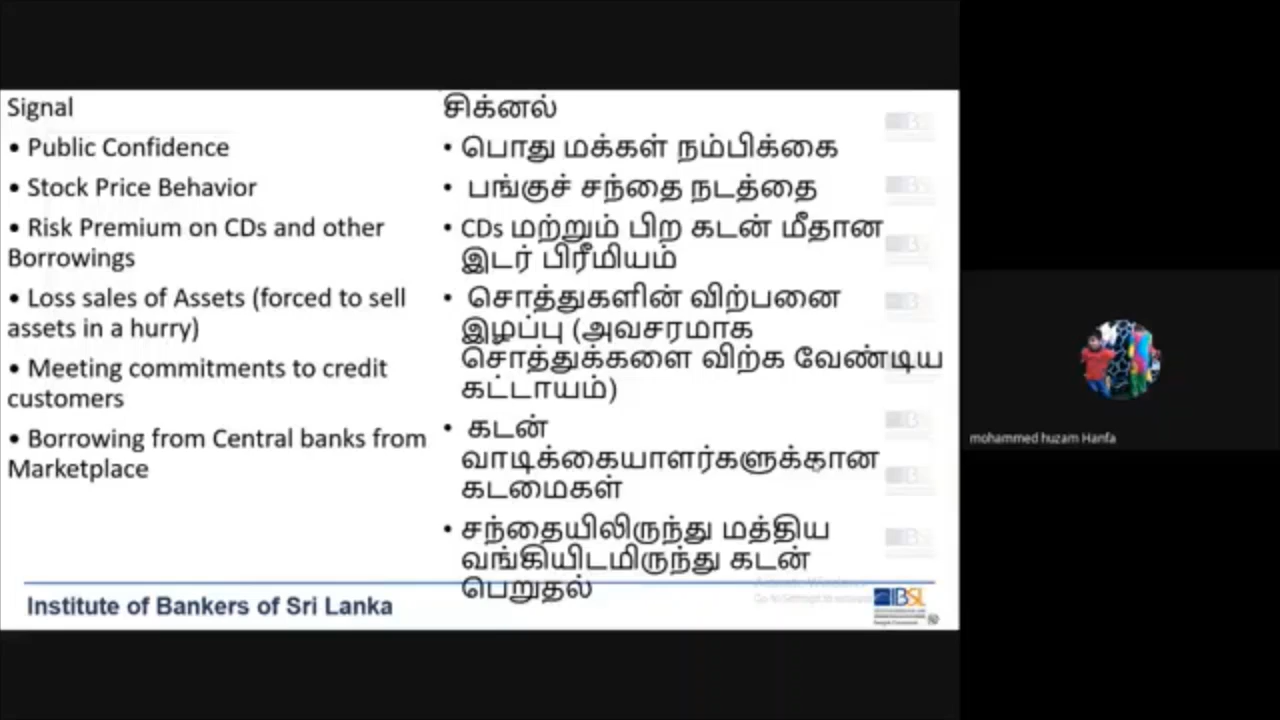 Signal
• Public Confidence
• Stock Price Behavior
• Risk Premium on CDs and other
Borrowings
• Loss sales of Assets (forced to sell
assets in a hurry)
• Meeting commitments to credit
customers
• Borrowing from Central banks from
Marketplace
சிக்னல்
• பொது மக்கள் நம்பிக்கை
• பங்குச் சந்தை நடத்தை
• CDs மற்றும் பிற கடன் மீதான
இடர் பிரீமியம்
• சொத்துகளின் விற்பனை
இழப்பு (அவசரமாக
சொத்துக்களை விற்க வேண்டிய
கட்டாயம்)
• கடன்
வாடிக்கையாளர்களுக்கான
கடமைகள்
• சந்தையிலிருந்து மத்திய
வங்கியிடமிருந்து கடன்
பெறுதல்
Institute of Bankers of Sri Lanka
IBSL
mohammed huzam Hanfa